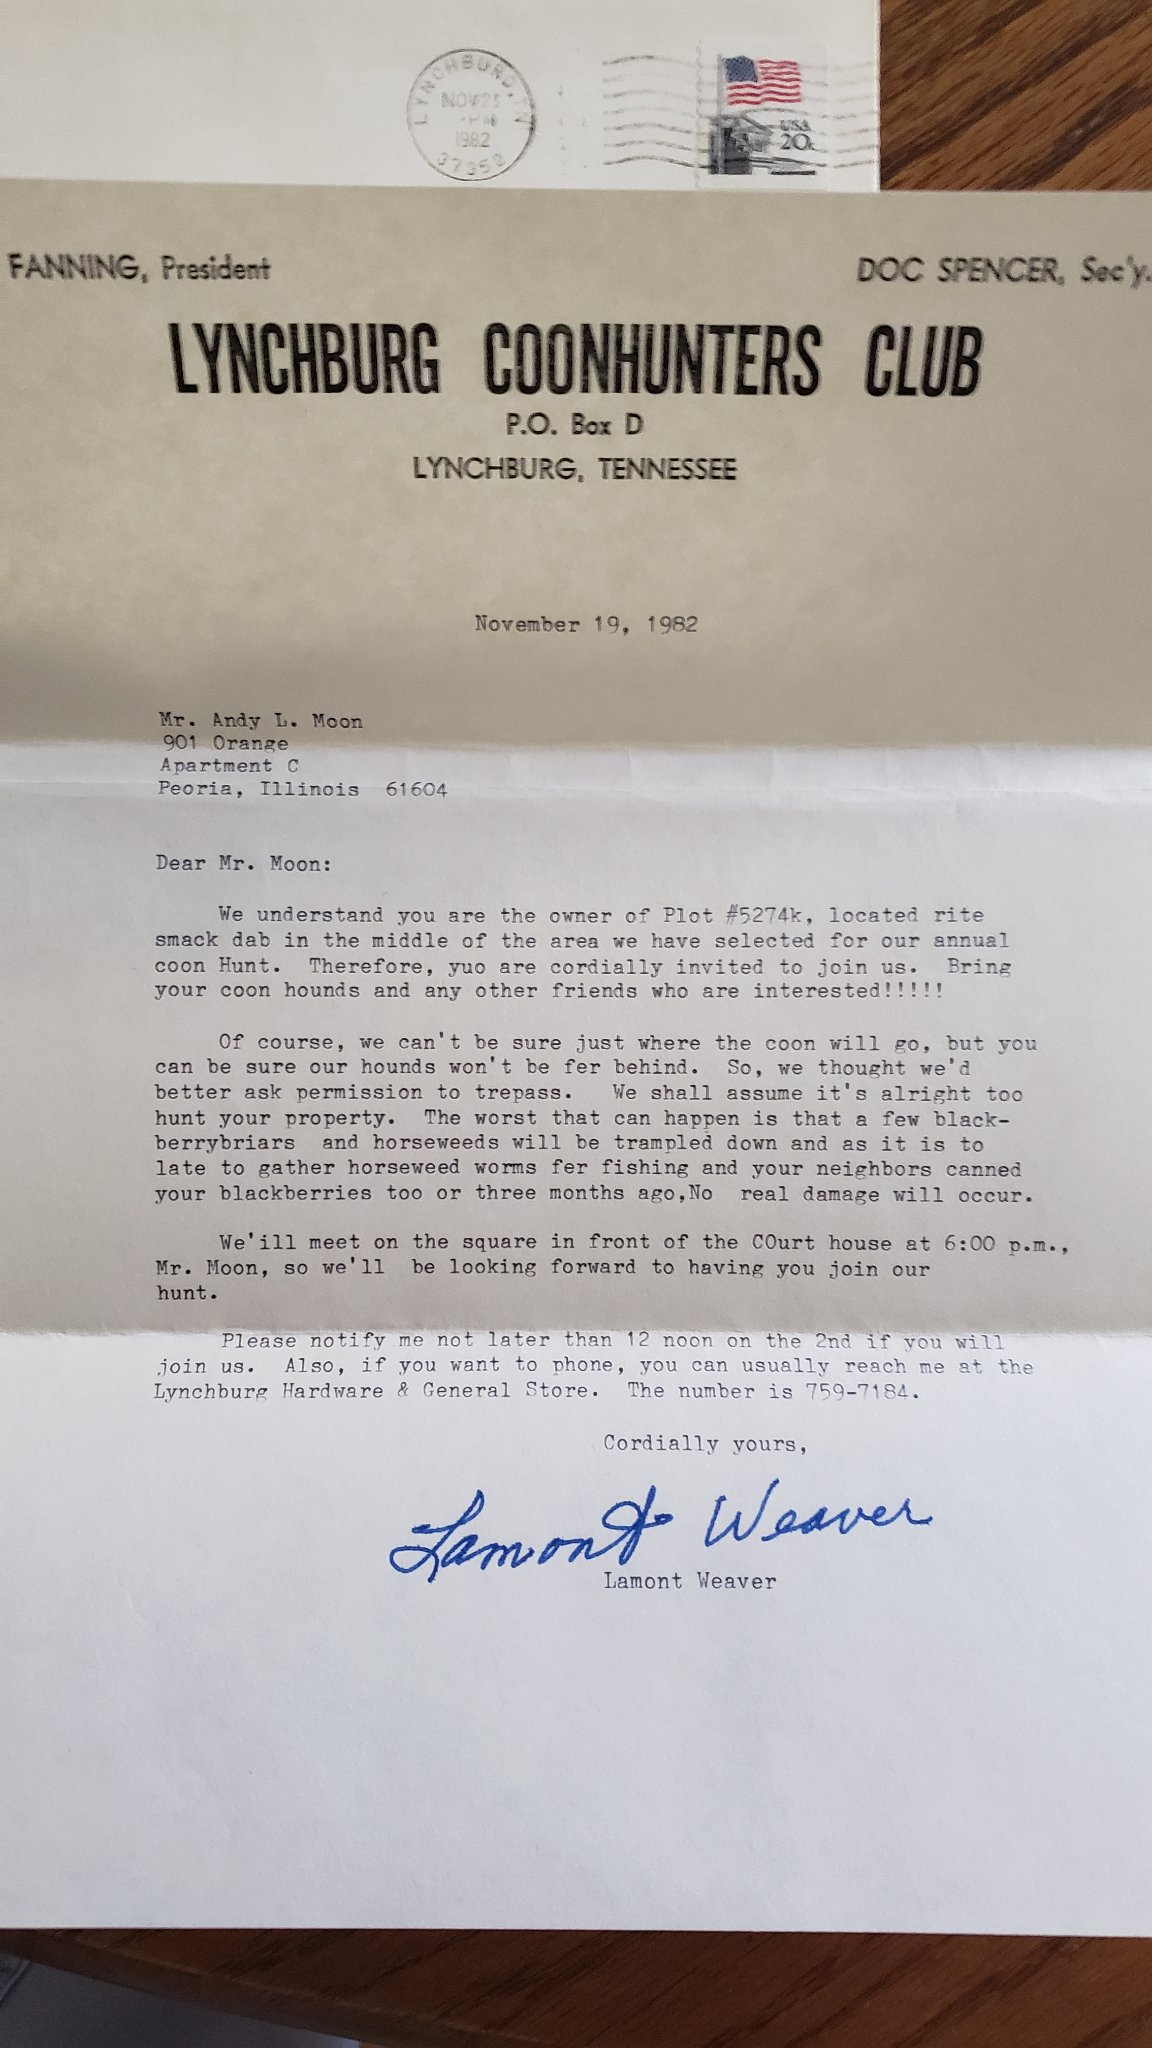 LYNCHBURG, TN
NOV 23
PM
1982
37352
USA
20c
FANNING, President
DOC SPENCER, Sec'y.
LYNCHBURG COONHUNTERS CLUB
P.O. Box D
LYNCHBURG, TENNESSEE
November 19, 1982
Mr. Andy L. Moon
901 Orange
Apartment C
Peoria, Illinois 61604
Dear Mr. Moon:
We understand you are the owner of Plot #5274k, located rite
smack dab in the middle of the area we have selected for our annual
coon Hunt. Therefore, yuo are cordially invited to join us. Bring
your coon hounds and any other friends who are interested!!!!!
Of course, we can't be sure just where the coon will go, but you
can be sure our hounds won't be fer behind. So, we thought we'd
better ask permission to trepass. We shall assume it's alright too
hunt your property. The worst that can happen is that a few black-
berrybriars and horseweeds will be trampled down and as it is to
late to gather horseweed worms fer fishing and your neighbors canned
your blackberries too or three months ago,No real damage will occur.
We'ill meet on the square in front of the COurt house at 6:00 p.m.,
Mr. Moon, so we'll be looking forward to having you join our
hunt.
Please notify me not later than 12 noon on the 2nd if you will
join us. Also, if you want to phone, you can usually reach me at the
Lynchburg Hardware & General Store. The number is 759-7184.
Cordially yours,
Lamont Weaver
Lamont Weaver